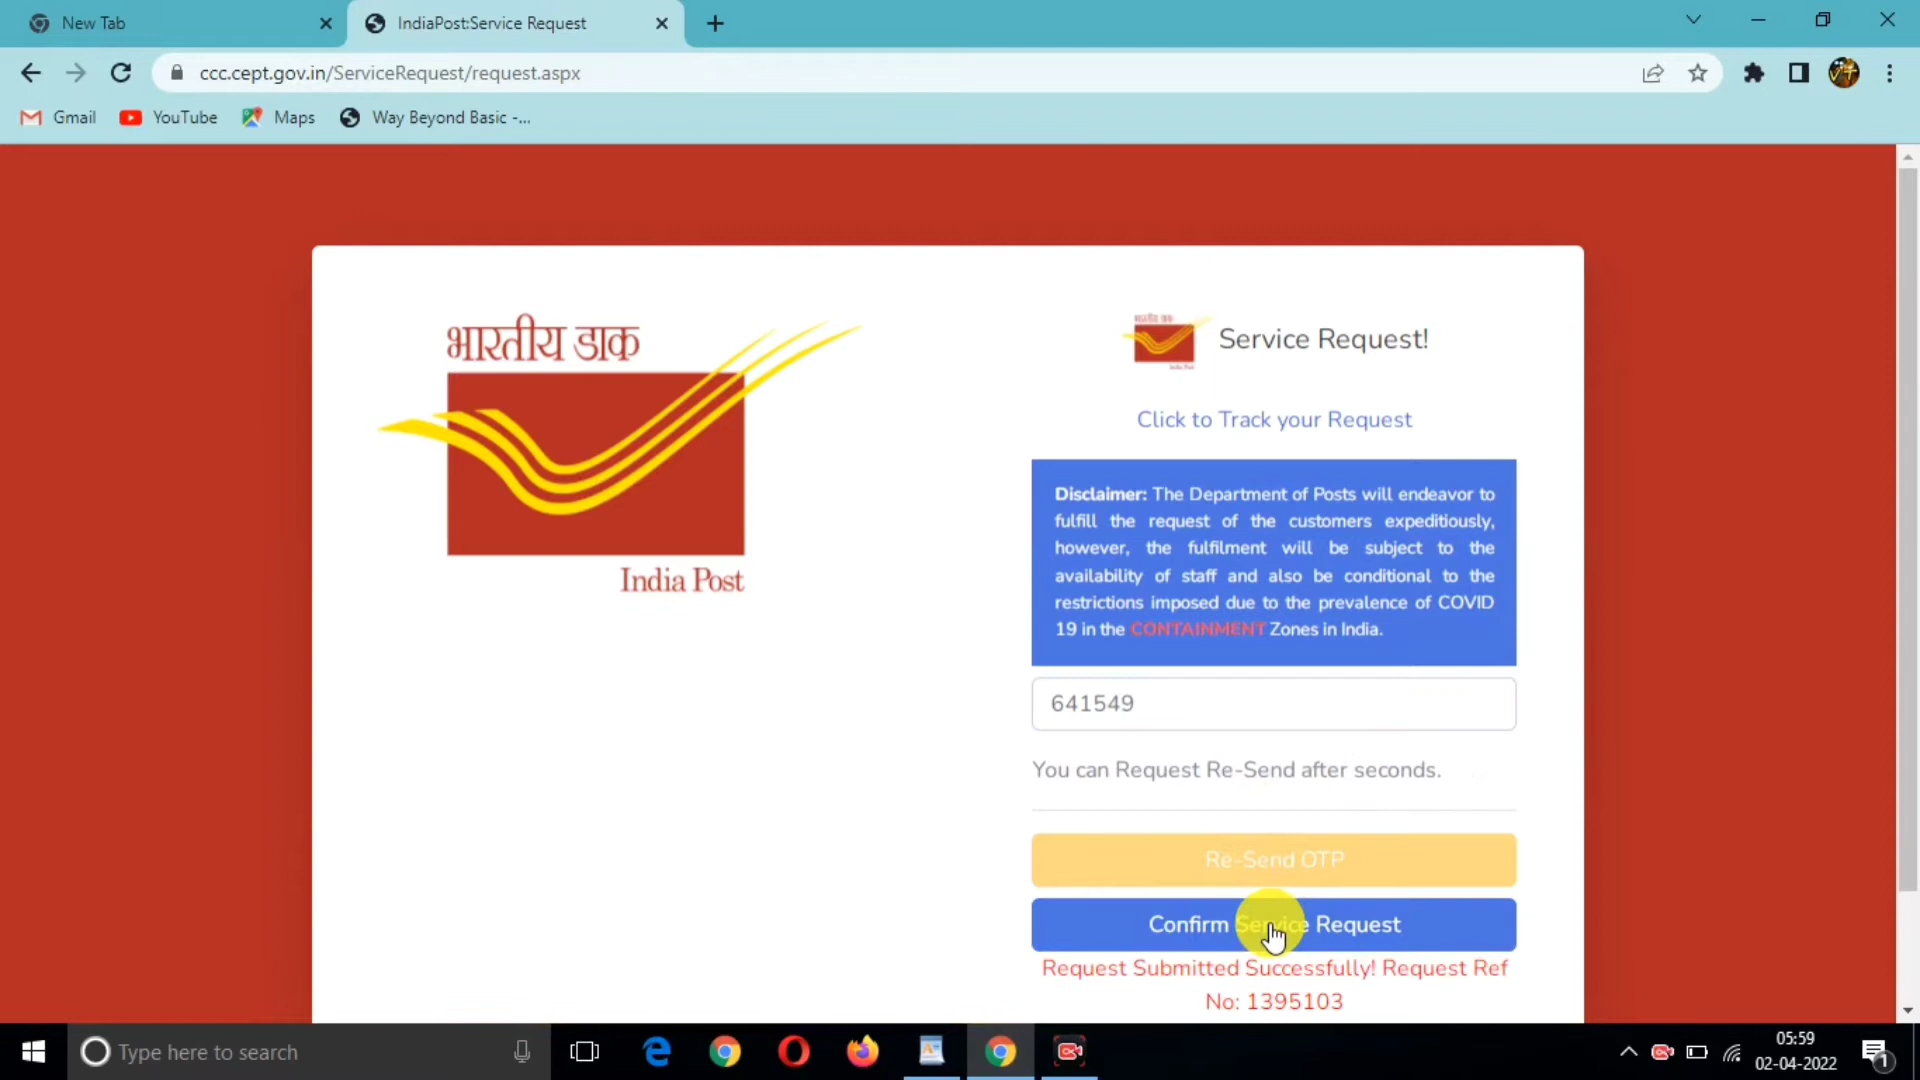 New Tab
IndiaPost:Service Request
ccc.cept.gov.in/ServiceRequest/request.aspx
Gmail
YouTube
Maps
Way Beyond Basic -...
भारतीय डाक
India Post
Service Request!
Click to Track your Request
Disclaimer: The Department of Posts will endeavor to
fulfill the request of the customers expeditiously,
however, the fulfilment will be subject to the
availability of staff and also be conditional to the
restrictions imposed due to the prevalence of COVID
19 in the CONTAINMENT Zones in India.
641549
You can Request Re-Send after seconds.
Re-Send OTP
Confirm Service Request
Request Submitted Successfully! Request Ref
No: 1395103
Type here to search
05:59
02-04-2022
1